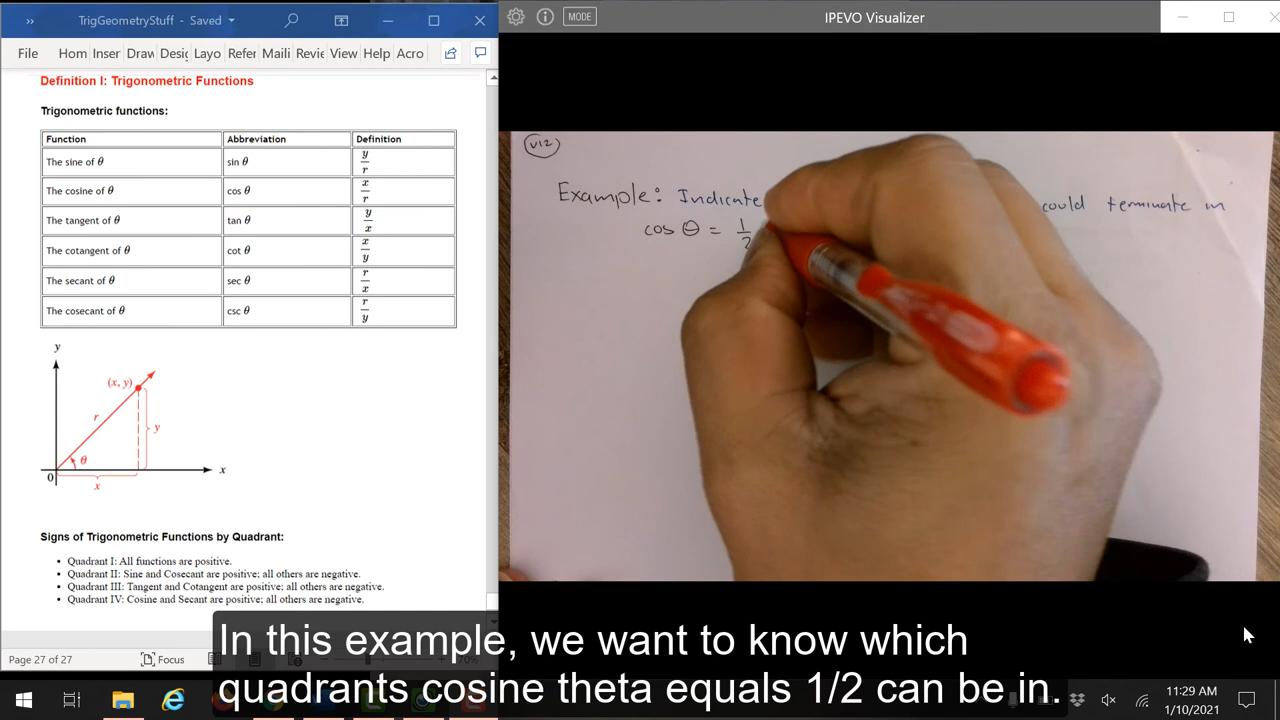 TrigGeometryStuff - Saved
MODE
IPEVO Visualizer
File Hom Inser Draw Desig Layo Refer Maili Revie View Help Acro
Definition I: Trigonometric Functions
Trigonometric functions:
Function Abbreviation Definition
The sine of θ sin θ y/r
The cosine of θ cos θ x/r
The tangent of θ tan θ y/x
The cotangent of θ cot θ x/y
The secant of θ sec θ r/x
The cosecant of θ csc θ r/y
y
(x, y)
r
y
θ
0
x
x
Signs of Trigonometric Functions by Quadrant:
• Quadrant I: All functions are positive.
• Quadrant II: Sine and Cosecant are positive; all others are negative.
• Quadrant III: Tangent and Cotangent are positive; all others are negative.
• Quadrant IV: Cosine and Secant are positive; all others are negative.
V12
Example: Indicate could terminate in
cos θ = 1/2
In this example, we want to know which
quadrants cosine theta equals 1/2 can be in.
Page 27 of 27
Focus
70%
11:29 AM
1/10/2021